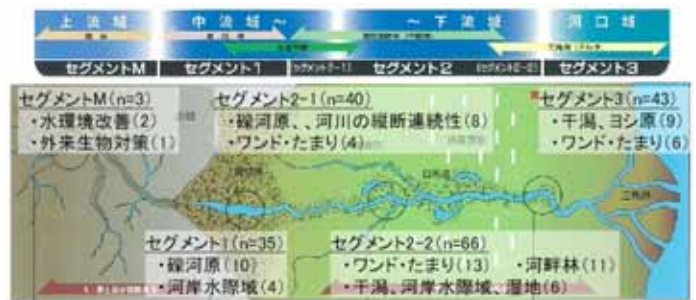 上流域 中流域～ ～下流域 河口域
セグメントM セグメント1 セグメント2
セグメント3
セグメントM(n=3)
・水環境改善(2)
・外来生物対策(1)
セグメント2-1(n=40)
・礫河原、、河川の縦断連続性(8)
・ワンド・たまり(4)
セグメント3(n=43)
・干潟、ヨシ原(9)
・ワンド・たまり(6)
セグメント1(n=35)
・礫河原(10)
・河岸水際域(4)
セグメント2-2(n=66)
・ワンド・たまり(13) ・河畔林(11)
・干潟、河岸水際域、湿地(6)